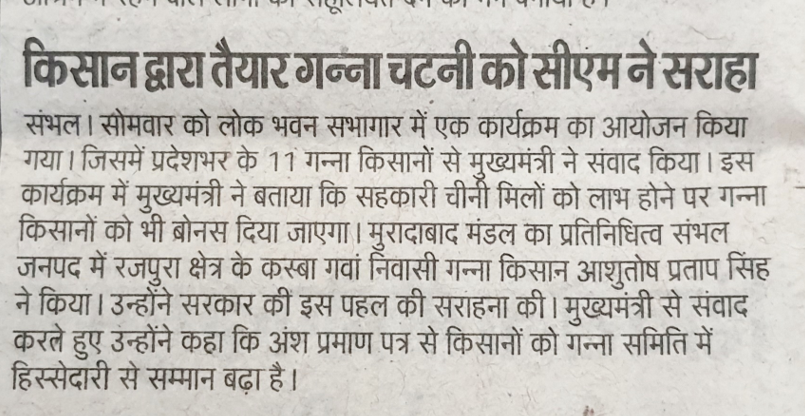 किसान द्वारा तैयार गन्ना चटनी को सीएम ने सराहा
संभल। सोमवार को लोक भवन सभागार में एक कार्यक्रम का आयोजन किया
गया। जिसमें प्रदेशभर के 11 गन्ना किसानों से मुख्यमंत्री ने संवाद किया। इस
कार्यक्रम में मुख्यमंत्री ने बताया कि सहकारी चीनी मिलों को लाभ होने पर गन्ना
किसानों को भी बोनस दिया जाएगा। मुरादाबाद मंडल का प्रतिनिधित्व संभल
जनपद में रजपुरा क्षेत्र के कस्बा गवां निवासी गन्ना किसान आशुतोष प्रताप सिंह
ने किया। उन्होंने सरकार की इस पहल की सराहना की। मुख्यमंत्री से संवाद
करते हुए उन्होंने कहा कि अंश प्रमाण पत्र से किसानों को गन्ना समिति में
हिस्सेदारी से सम्मान बढ़ा है।